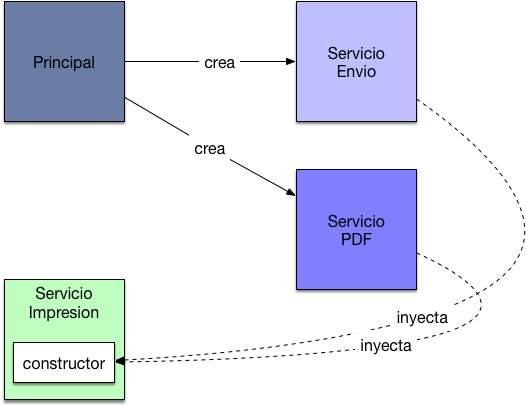 Principal
crea
Servicio
Envio
crea
Servicio
PDF
Servicio
Impresion
constructor
inyecta
inyecta